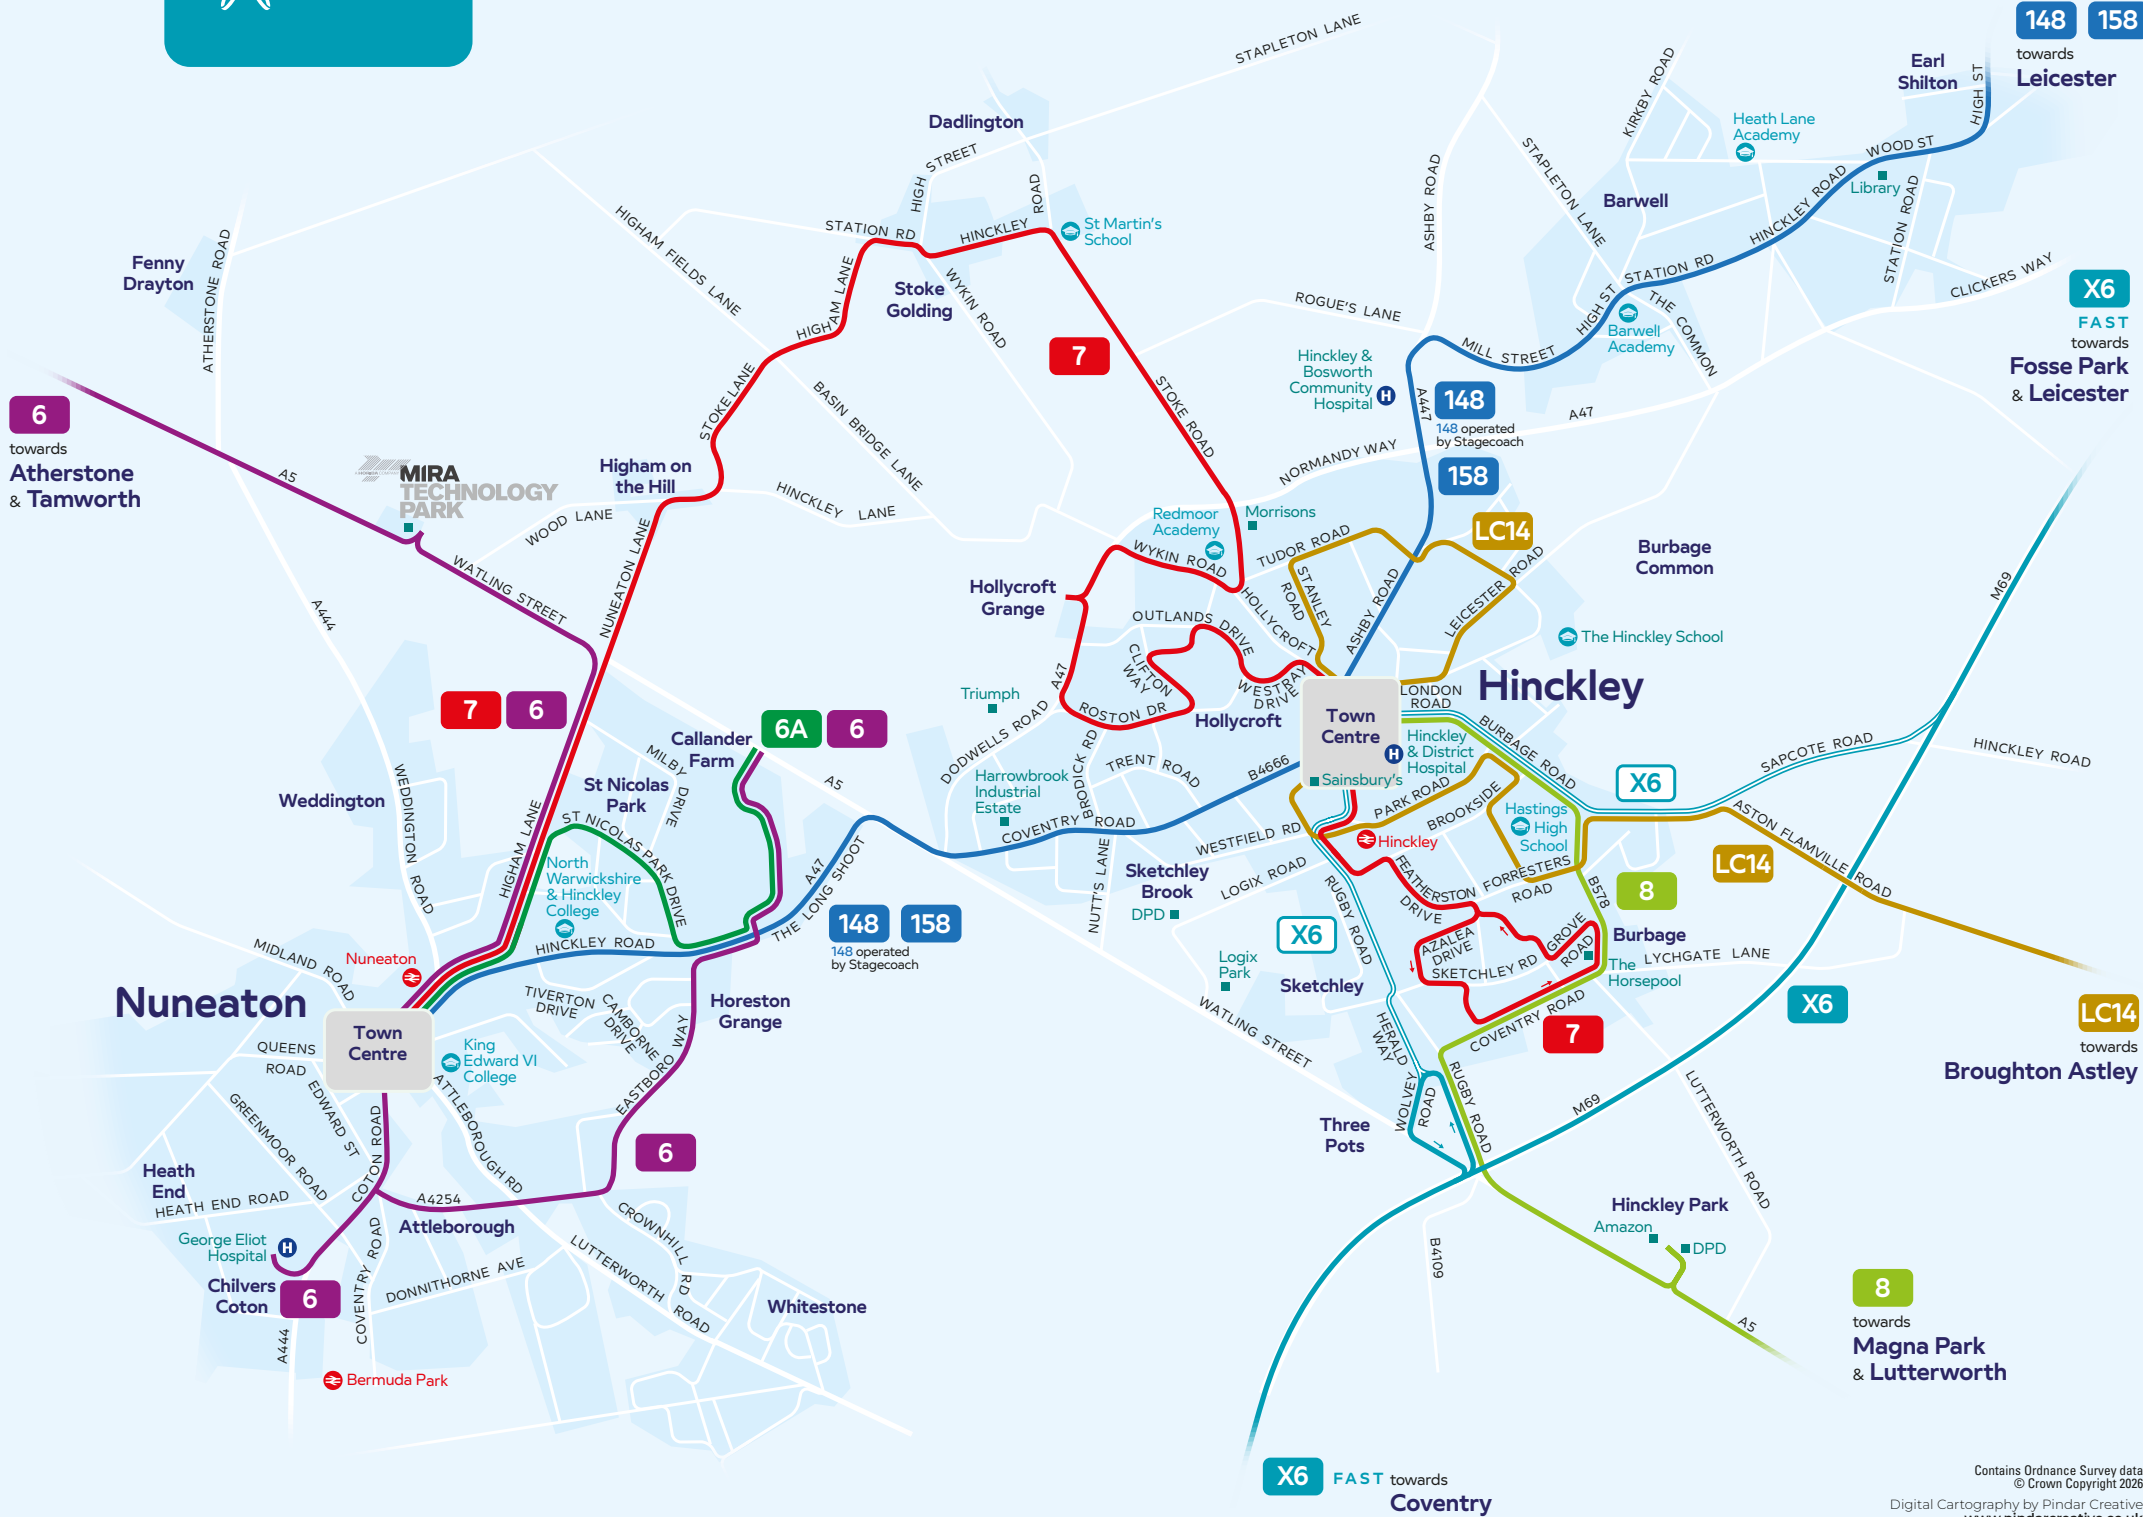 148 158
towards
Leicester
Earl
Shilton
HIGH ST
STAPLETON LANE
KIRKBY ROAD
Heath Lane
Academy
WOOD ST
Library
HINCKLEY ROAD
STATION ROAD
Dadlington
HIGH STREET
ROAD
STAPLETON LANE
ASHBY ROAD
Barwell
STATION RD
HINCKLEY
St Martin's
School
Fenny
Drayton
ATHERSTONE ROAD
HIGHAM FIELDS LANE
HIGHAM LANE
Stoke
Golding
WYKIN ROAD
ROGUE'S LANE
STATION RD
HIGH ST
THE COMMON
CLICKERS WAY
X6
FAST
towards
Fosse Park
& Leicester
Barwell
Academy
MILL STREET
7
Hinckley &
Bosworth
Community
Hospital
H
A447
148
148 operated
by Stagecoach
158
A47
6
towards
Atherstone
& Tamworth
A5
MIRA
TECHNOLOGY
PARK
STOKE LANE
BASIN BRIDGE LANE
STOKE ROAD
Higham on
the Hill
WOOD LANE
HINCKLEY LANE
NORMANDY WAY
Redmoor
Academy
Morrisons
LC14
TUDOR ROAD
WYKIN ROAD
STANLEY
ROAD
Burbage
Common
WATLING STREET
NUNEATON LANE
A444
Hollycroft
Grange
OUTLANDS DRIVE
HOLLYCROFT
ASHBY ROAD
LEICESTER ROAD
The Hinckley School
M69
CLIFTON
WAY
WESTRAY
DRIVE
Hinckley
LONDON
ROAD
7 6
6A 6
Callander
Farm
Triumph
A47
DODWELLS ROAD
ROSTON DR
Hollycroft
Town
Centre
H
Hinckley
& District
Hospital
Sainsbury's
BURBAGE ROAD
SAPCOTE ROAD
HINCKLEY ROAD
X6
MILBY DRIVE
St Nicolas
Park
A5
Harrowbrook
Industrial
Estate
BRODICK RD
TRENT ROAD
B4666
COVENTRY ROAD
PARK ROAD
BROOKSIDE
Hastings
High
School
ASTON FLAMVILLE ROAD
LC14
Weddington
WEDDINGTON ROAD
HIGHAM LANE
ST NICOLAS PARK DRIVE
WESTFIELD RD
Hinckley
North
Warwickshire
& Hinckley
College
A47
THE LONG SHOOT
Sketchley
Brook
DPD
NUTT'S LANE
LOGIX ROAD
FEATHERSTON
DRIVE
FORRESTERS
ROAD
B578
8
148 158
148 operated
by Stagecoach
X6
RUGBY ROAD
AZALEA
DRIVE
GROVE
ROAD
Burbage
SKETCHLEY RD
The
Horsepool
LYCHGATE LANE
MIDLAND ROAD
Nuneaton
HINCKLEY ROAD
Logix
Park
Sketchley
Nuneaton
Town
Centre
TIVERTON
DRIVE
CAMBORNE
DRIVE
Horeston
Grange
WATLING STREET
HERALD
WAY
COVENTRY ROAD
7
X6
LC14
towards
Broughton Astley
QUEENS
ROAD
King
Edward VI
College
EASTBORO WAY
M69
EDWARD ST
GREENMOOR ROAD
COTON ROAD
ATTLEBOROUGH RD
WOLVEY
ROAD
RUGBY ROAD
Three
Pots
LUTTERWORTH ROAD
6
Heath
End
HEATH END ROAD
A4254
Attleborough
George Eliot
Hospital
H
Chilvers
Coton
6
COVENTRY ROAD
DONNITHORNE AVE
CROWNHILL RD
LUTTERWORTH ROAD
Whitestone
B4109
Hinckley Park
Amazon
DPD
A5
8
towards
Magna Park
& Lutterworth
A444
Bermuda Park
X6 FAST towards
Coventry
Contains Ordnance Survey data
© Crown Copyright 2026
Digital Cartography by Pindar Creative